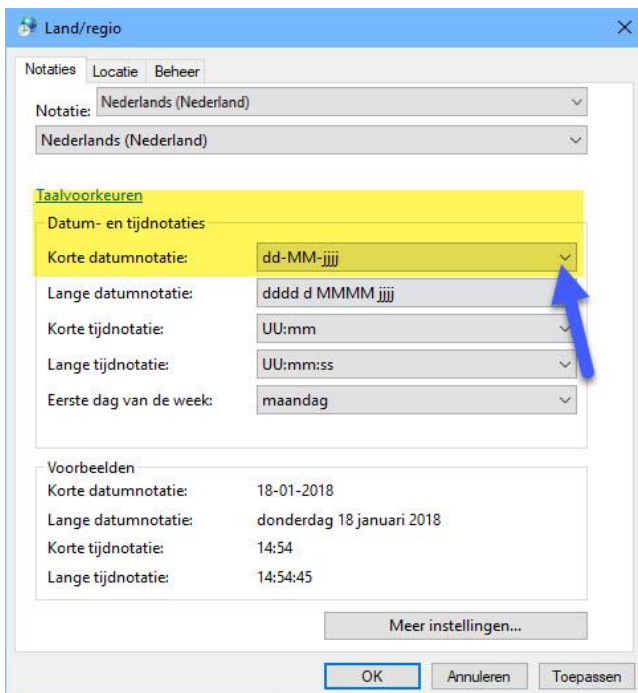 Land/regio
Notaties Locatie Beheer
Notatie: Nederlands (Nederland)
Nederlands (Nederland)
Taalvoorkeuren
Datum- en tijdnotaties
Korte datumnotatie: dd-MM-jjjj
Lange datumnotatie: dddd d MMMM jjjj
Korte tijdnotatie: UU:mm
Lange tijdnotatie: UU:mm:ss
Eerste dag van de week: maandag
Voorbeelden
Korte datumnotatie: 18-01-2018
Lange datumnotatie: donderdag 18 januari 2018
Korte tijdnotatie: 14:54
Lange tijdnotatie: 14:54:45
Meer instellingen...
OK Annuleren Toepassen